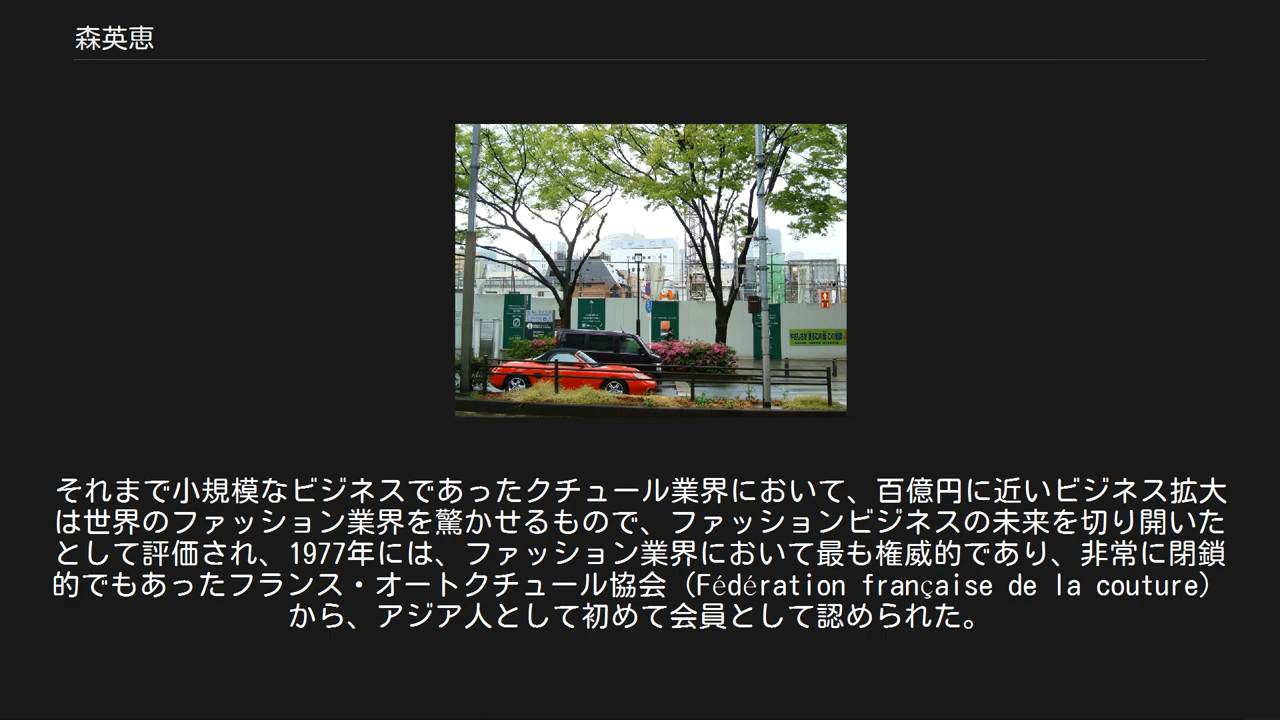 森英恵
それまで小規模なビジネスであったクチュール業界において、百億円に近いビジネス拡大
は世界のファッション業界を驚かせるもので、ファッションビジネスの未来を切り開いた
として評価され、1977年には、ファッション業界において最も権威的であり、非常に閉鎖
的でもあったフランス・オートクチュール協会（Fédération française de la couture）
から、アジア人として初めて会員として認められた。